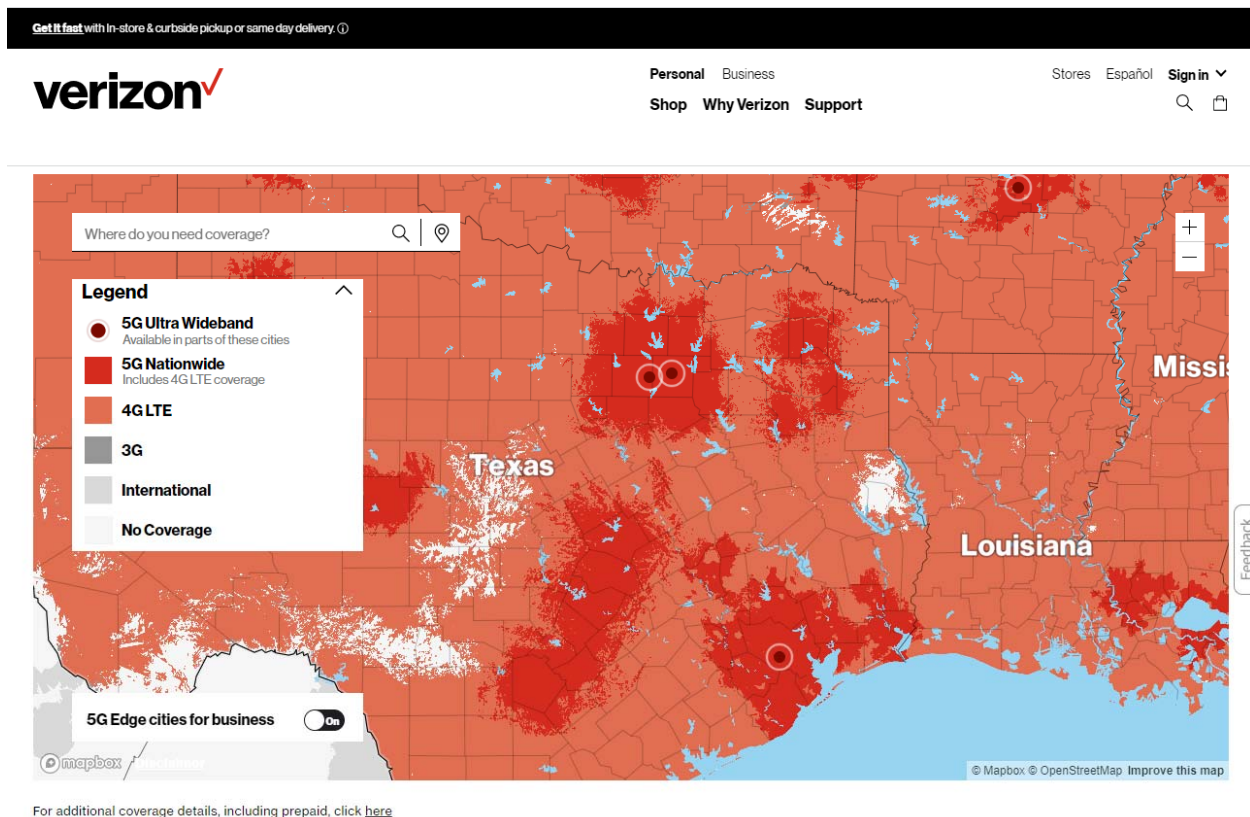 Get it fast with In-store & curbside pickup or same day delivery.
verizon
Personal Business
Stores Español Sign in
Shop Why Verizon Support
Where do you need coverage?
+
−
Legend
5G Ultra Wideband
Available in parts of these cities
5G Nationwide
Includes 4G LTE coverage
4G LTE
3G
International
No Coverage
Texas
Missis
Louisiana
Feedback
5G Edge cities for business On
mapbox Disclaimer
© Mapbox © OpenStreetMap Improve this map
For additional coverage details, including prepaid, click here